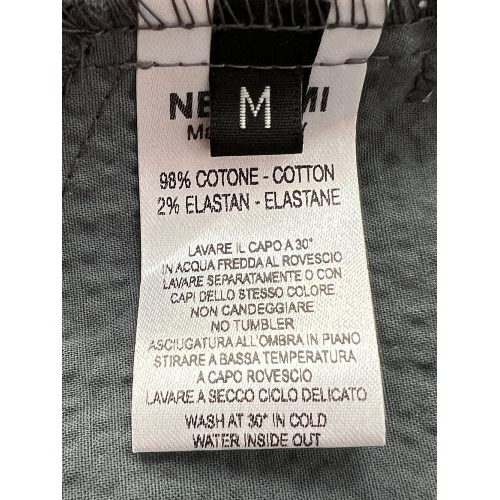 M
98% COTONE - COTTON
2% ELASTAN - ELASTANE
LAVARE IL CAPO A 30°
IN ACQUA FREDDA AL ROVESCIO
LAVARE SEPARATAMENTE O CON
CAPI DELLO STESSO COLORE
NON CANDEGGIARE
NO TUMBLER
ASCIUGATURA ALL'OMBRA IN PIANO
STIRARE A BASSA TEMPERATURA
A CAPO ROVESCIO
LAVARE A SECCO CICLO DELICATO
WASH AT 30° IN COLD
WATER INSIDE OUT